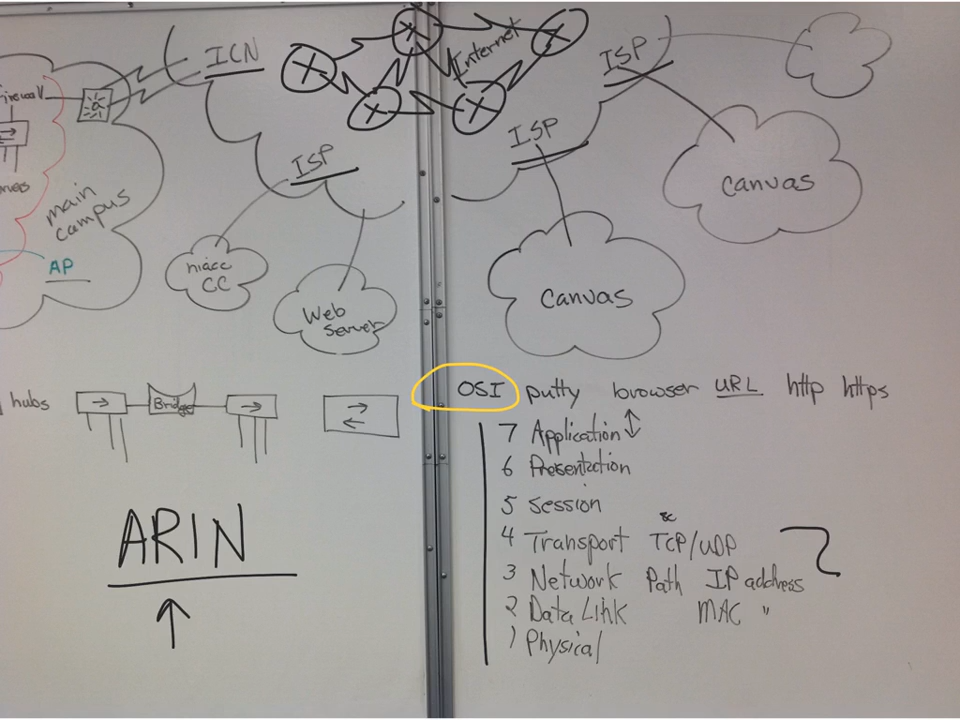 ICN
Internet
ISP
Firewall
ISP
ISP
main
campus
canvas
AP
niacc
CC
Web
Server
canvas
hubs
Bridge
OSI putty browser URL http https
7 Application
6 Presentation
5 Session
4 Transport TCP/UDP
3 Network Path IP address
2 Data Link MAC "
1 Physical
ARIN